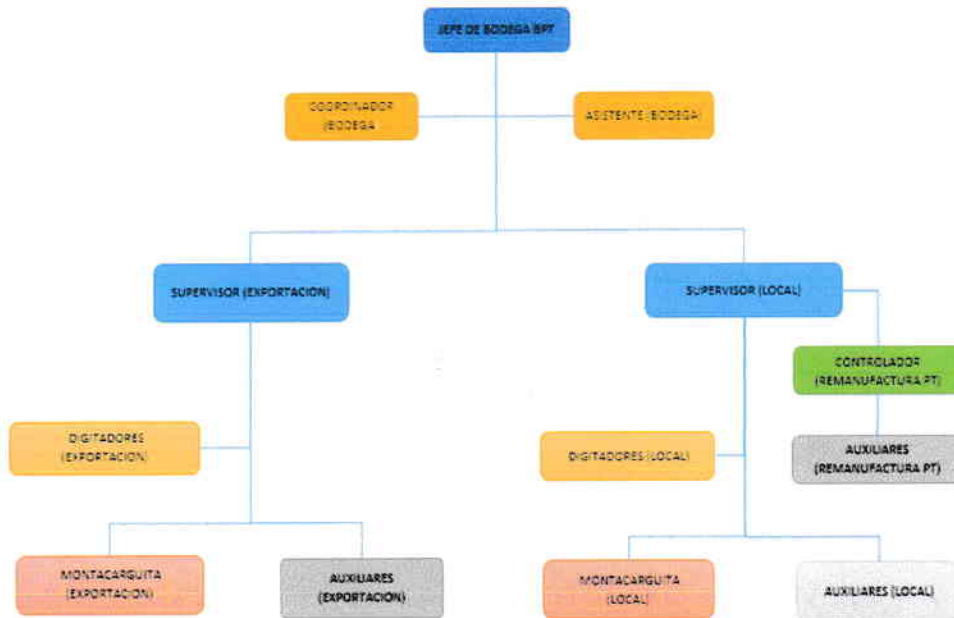 JEFE DE BODEGA BPT
COORDINADOR
(BODEGA
ASISTENTE (BODEGA)
SUPERVISOR (EXPORTACION)
SUPERVISOR (LOCAL)
CONTROLADOR
(REMANUFACTURA PT)
DIGITADORES
(EXPORTACION)
DIGITADORES (LOCAL)
AUXILIARES
(REMANUFACTURA PT)
MONTACARGUITA
(EXPORTACION)
AUXILIARES
(EXPORTACION)
MONTACARGUITA
(LOCAL)
AUXILIARES (LOCAL)